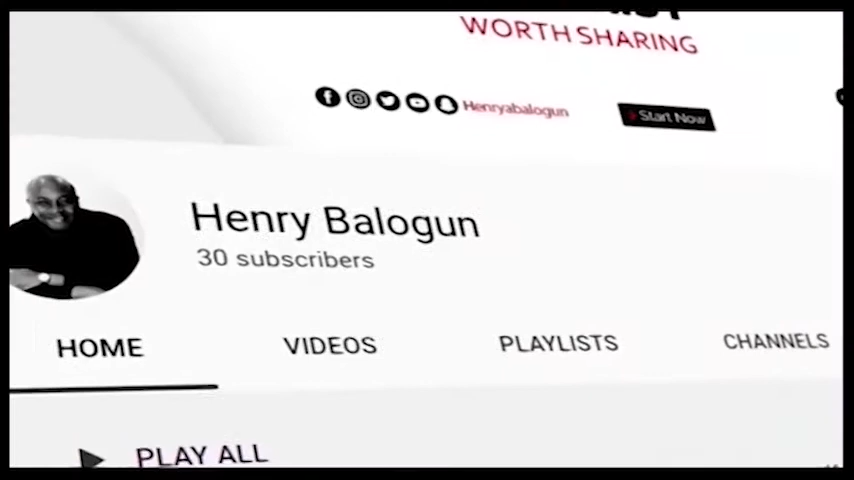 WORTH SHARING
Henryabalogun
Start Now
Henry Balogun
30 subscribers
HOME
VIDEOS
PLAYLISTS
CHANNELS
PLAY ALL